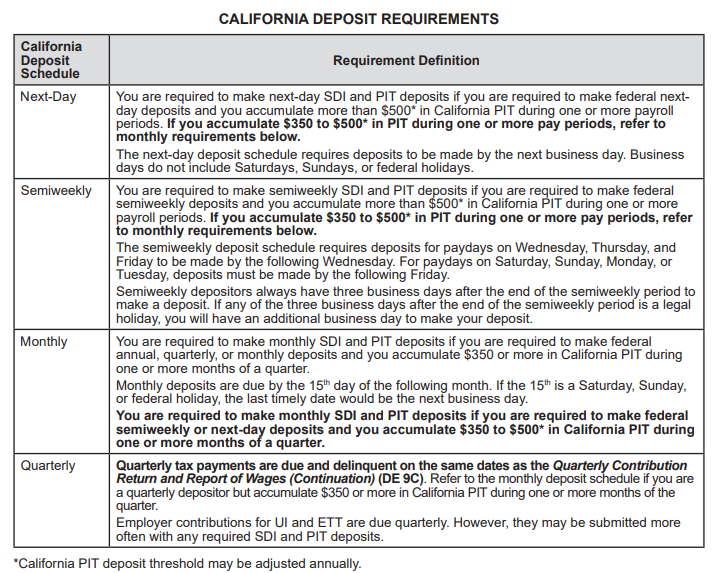 CALIFORNIA DEPOSIT REQUIREMENTS
California
Deposit
Schedule
Requirement Definition
Next-Day
You are required to make next-day SDI and PIT deposits if you are required to make federal next-
day deposits and you accumulate more than $500* in California PIT during one or more payroll
periods. If you accumulate $350 to $500* in PIT during one or more pay periods, refer to
monthly requirements below.
The next-day deposit schedule requires deposits to be made by the next business day. Business
days do not include Saturdays, Sundays, or federal holidays.
Semiweekly
You are required to make semiweekly SDI and PIT deposits if you are required to make federal
semiweekly deposits and you accumulate more than $500* in California PIT during one or more
payroll periods. If you accumulate $350 to $500* in PIT during one or more pay periods, refer
to monthly requirements below.
The semiweekly deposit schedule requires deposits for paydays on Wednesday, Thursday, and
Friday to be made by the following Wednesday. For paydays on Saturday, Sunday, Monday, or
Tuesday, deposits must be made by the following Friday.
Semiweekly depositors always have three business days after the end of the semiweekly period to
make a deposit. If any of the three business days after the end of the semiweekly period is a legal
holiday, you will have an additional business day to make your deposit.
Monthly
You are required to make monthly SDI and PIT deposits if you are required to make federal
annual, quarterly, or monthly deposits and you accumulate $350 or more in California PIT during
one or more months of a quarter.
Monthly deposits are due by the 15th day of the following month. If the 15th is a Saturday, Sunday,
or federal holiday, the last timely date would be the next business day.
You are required to make monthly SDI and PIT deposits if you are required to make federal
semiweekly or next-day deposits and you accumulate $350 to $500* in California PIT during
one or more months of a quarter.
Quarterly
Quarterly tax payments are due and delinquent on the same dates as the Quarterly Contribution
Return and Report of Wages (Continuation) (DE 9C). Refer to the monthly deposit schedule if you are
a quarterly depositor but accumulate $350 or more in California PIT during one or more months of the
quarter.
Employer contributions for UI and ETT are due quarterly. However, they may be submitted more
often with any required SDI and PIT deposits.
*California PIT deposit threshold may be adjusted annually.